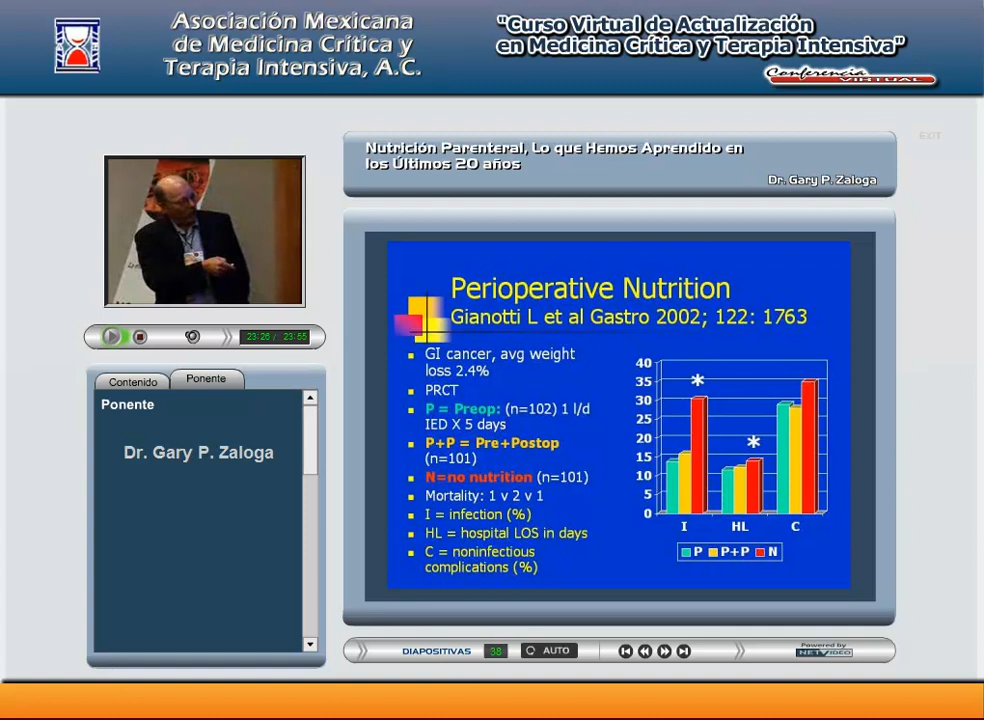 Asociación Mexicana
de Medicina Crítica y
Terapia Intensiva, A.C.
"Curso Virtual de Actualización
en Medicina Crítica y Terapia Intensiva"
Conferencia
VIRTUAL
EXIT
Nutrición Parenteral, Lo que Hemos Aprendido en
los Últimos 20 años
Dr. Gary P. Zaloga
23:26 / 23:55
Contenido
Ponente
Ponente
Dr. Gary P. Zaloga
Perioperative Nutrition
Gianotti L et al Gastro 2002; 122: 1763
GI cancer, avg weight
loss 2.4%
PRCT
P = Preop: (n=102) 1 l/d
IED X 5 days
P+P = Pre+Postop
(n=101)
N=no nutrition (n=101)
Mortality: 1 v 2 v 1
I = infection (%)
HL = hospital LOS in days
C = noninfectious
complications (%)
40
35
30
25
20
15
10
5
0
* *
I HL C
P P+P N
DIAPOSITIVAS 38 AUTO
Powered by
NETVIDEO